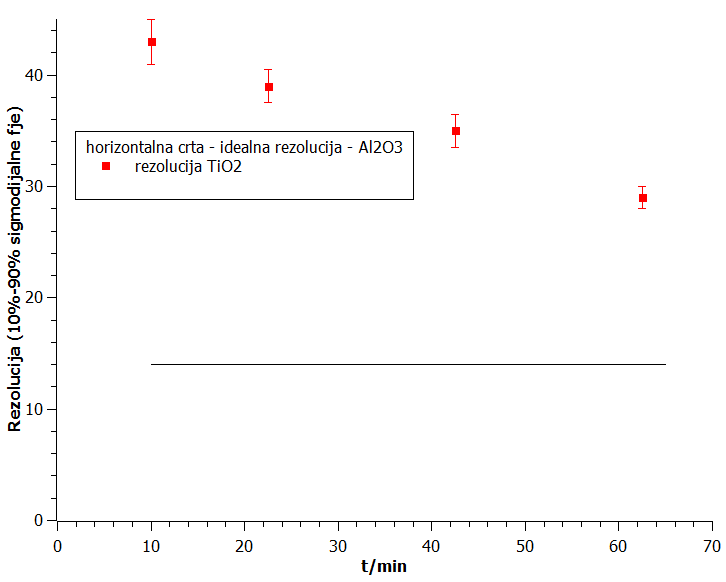 40
30
20
10
0
Rezolucija (10%-90% sigmodijalne fje)
horizontalna crta - idealna rezolucija - Al2O3
rezolucija TiO2
0 10 20 30 40 50 60 70
t/min